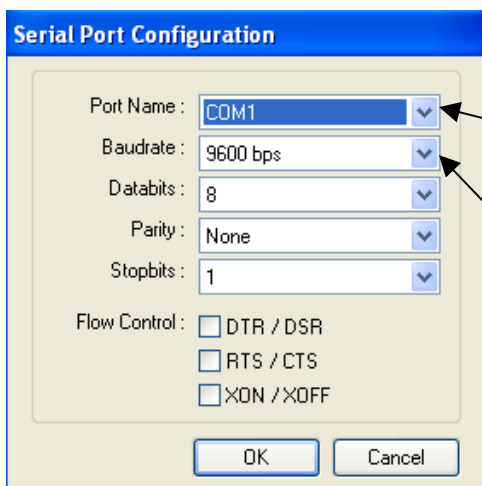 Serial Port Configuration
Port Name : COM1
Baudrate : 9600 bps
Databits : 8
Parity : None
Stopbits : 1
Flow Control : DTR / DSR
RTS / CTS
XON / XOFF
OK Cancel